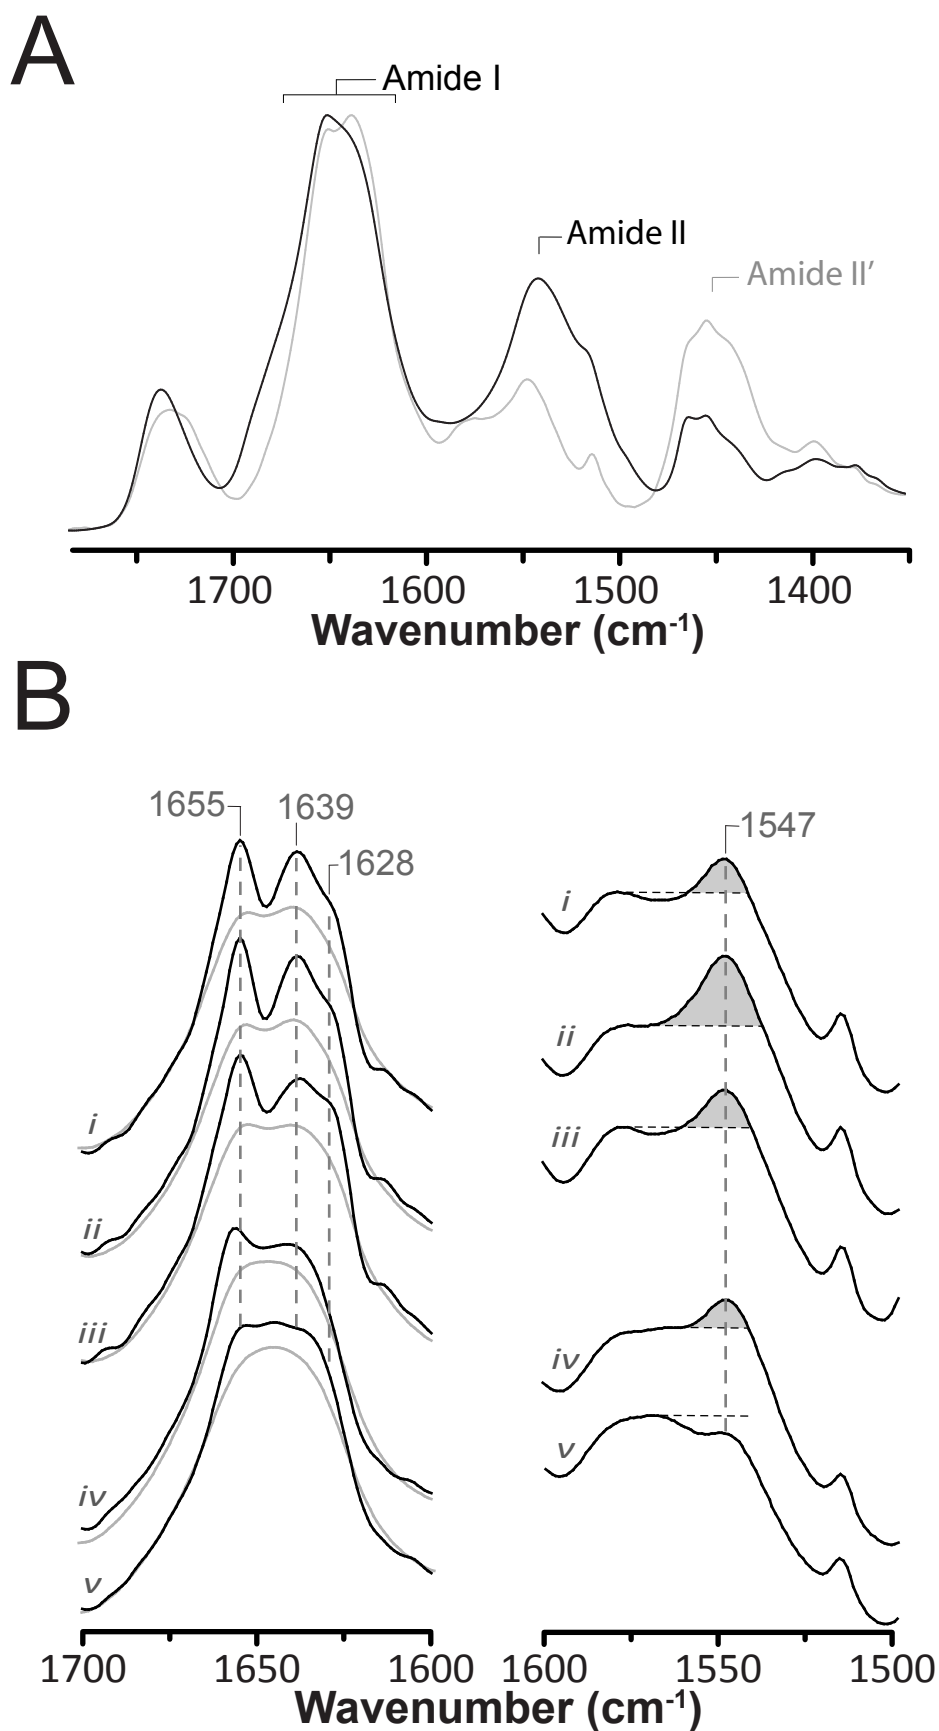 A
Amide I
Amide II
Amide II’
1700 1600 1500 1400
Wavenumber (cm-1)
B
1655 1639
1628
1547
i
ii
iii
iv
v
i
ii
iii
iv
v
1700 1650 1600 1600 1550 1500
Wavenumber (cm-1)